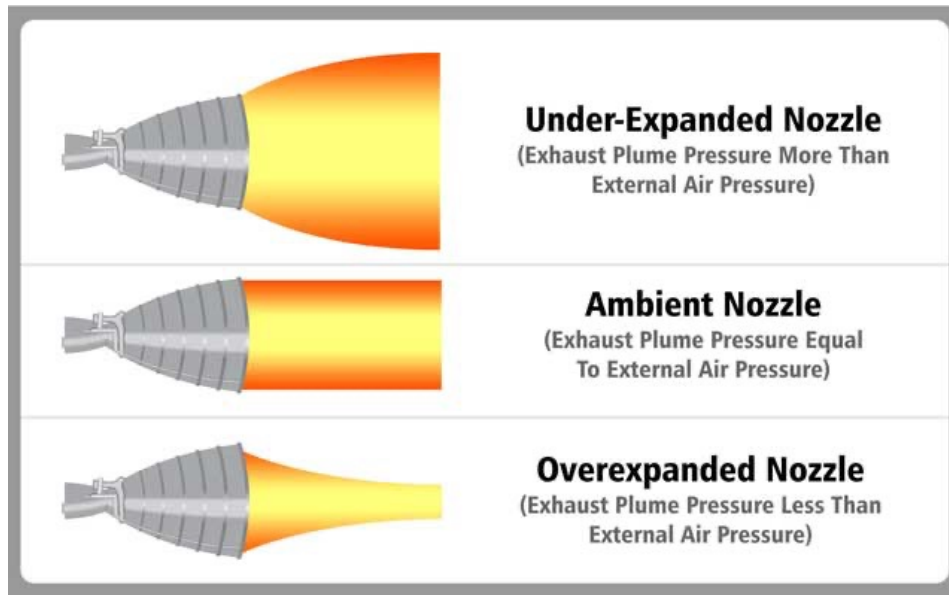 Under-Expanded Nozzle
(Exhaust Plume Pressure More Than
External Air Pressure)
Ambient Nozzle
(Exhaust Plume Pressure Equal
To External Air Pressure)
Overexpanded Nozzle
(Exhaust Plume Pressure Less Than
External Air Pressure)